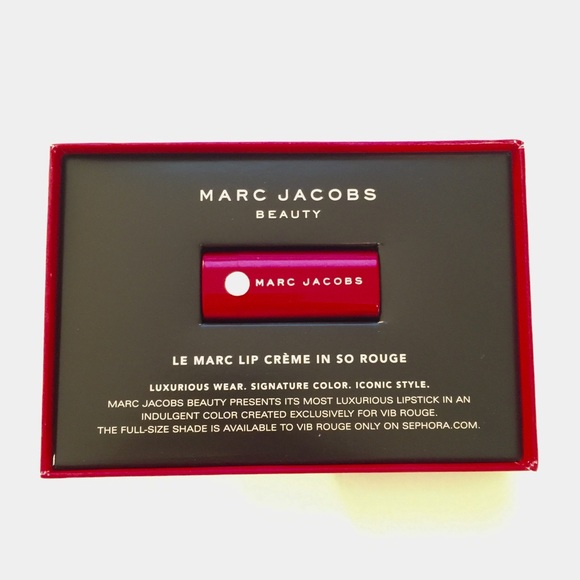 MARC JACOBS
BEAUTY
MARC JACOBS
LE MARC LIP CRÈME IN SO ROUGE
LUXURIOUS WEAR. SIGNATURE COLOR. ICONIC STYLE.
MARC JACOBS BEAUTY PRESENTS ITS MOST LUXURIOUS LIPSTICK IN AN
INDULGENT COLOR CREATED EXCLUSIVELY FOR VIB ROUGE.
THE FULL-SIZE SHADE IS AVAILABLE TO VIB ROUGE ONLY ON SEPHORA.COM.